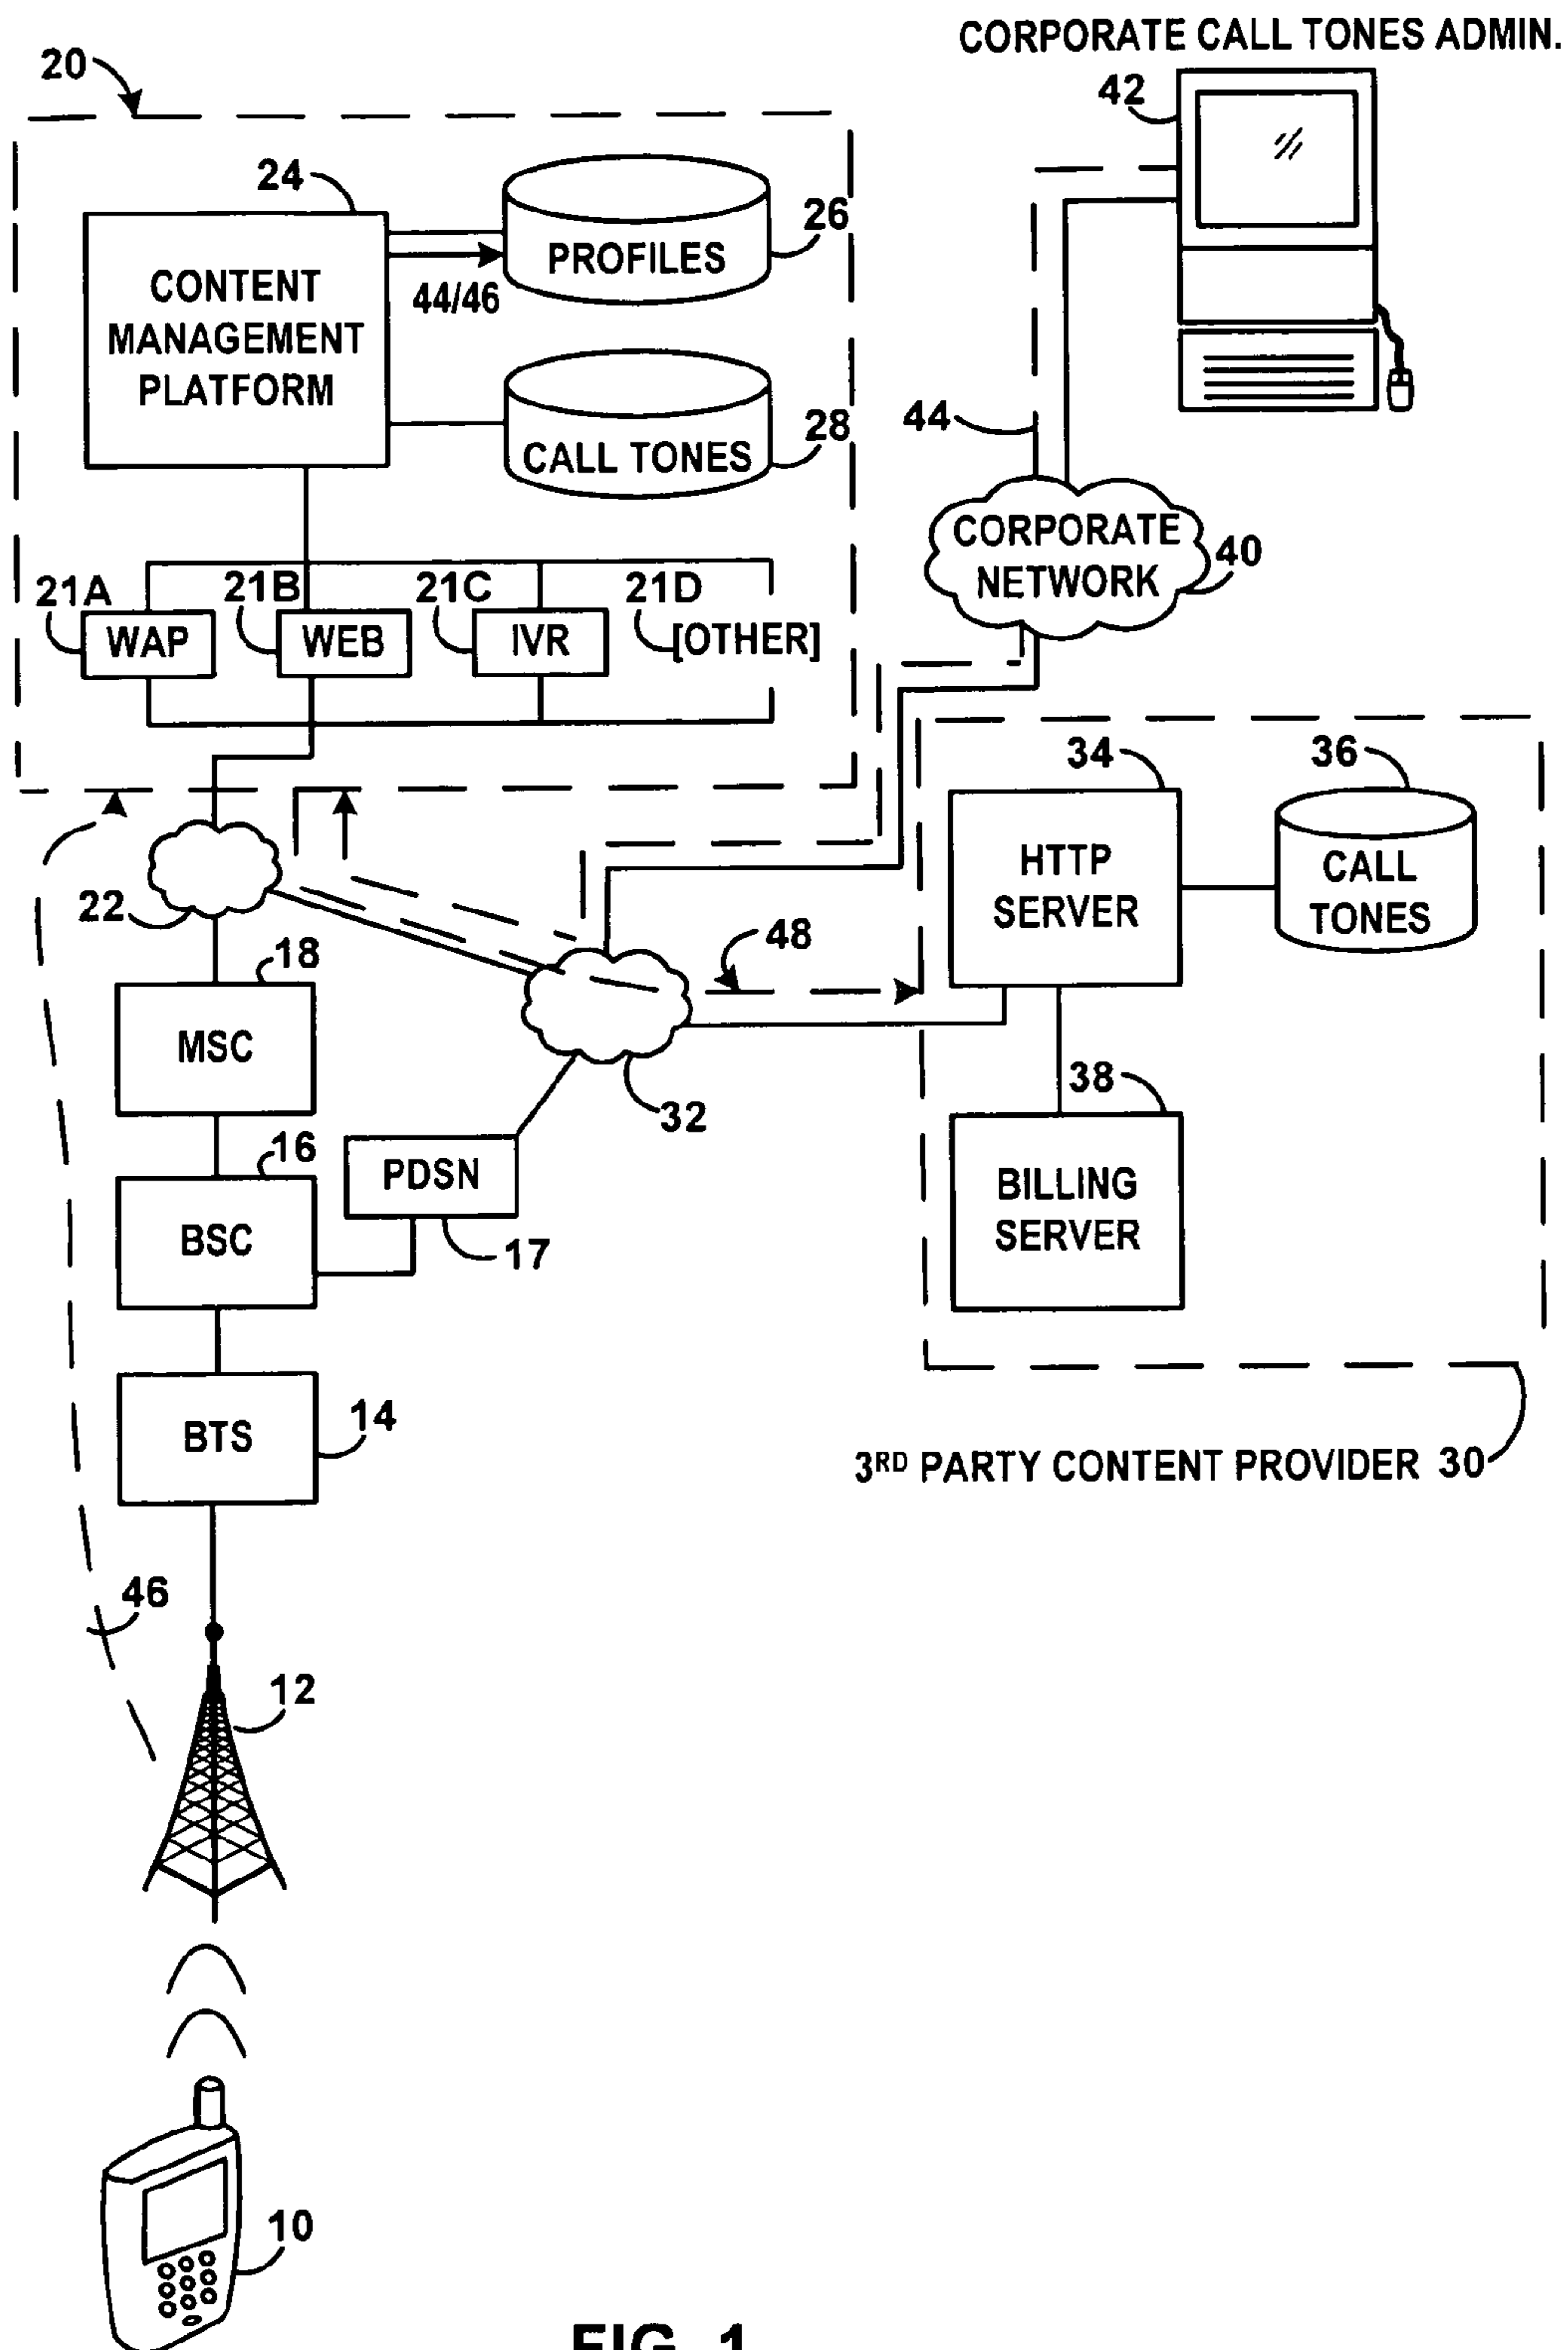 CORPORATE CALL TONES ADMIN.
20
42
24
26
PROFILES
CONTENT
MANAGEMENT
PLATFORM
44/46
28
CALL TONES
44
CORPORATE
NETWORK
40
21A
21B
21C
21D
WAP
WEB
IVR
[OTHER]
34
36
HTTP
SERVER
CALL
TONES
22
48
18
MSC
32
38
16
PDSN
BSC
17
BILLING
SERVER
14
BTS
3RD PARTY CONTENT PROVIDER 30
46
12
10
FIG. 1